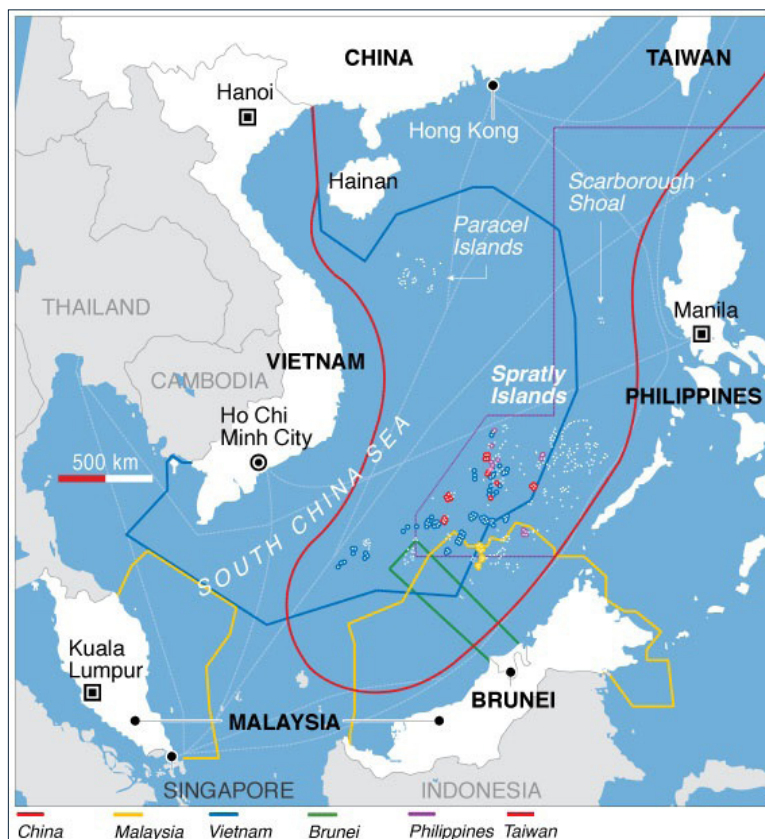 CHINA
TAIWAN
Hanoi
Hong Kong
Hainan
Scarborough
Shoal
Paracel
Islands
THAILAND
Manila
VIETNAM
CAMBODIA
Spratly
Islands
PHILIPPINES
Ho Chi
Minh City
500 km
SOUTH CHINA SEA
Kuala
Lumpur
BRUNEI
MALAYSIA
SINGAPORE
INDONESIA
China
Malaysia
Vietnam
Brunei
Philippines
Taiwan